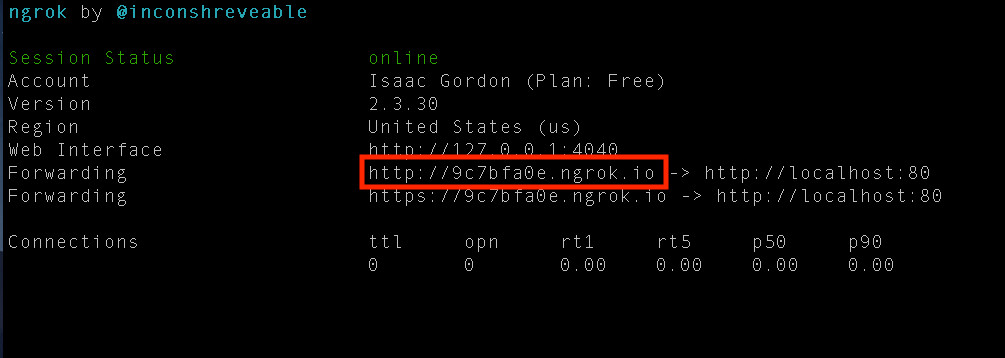 ngrok by @inconshreveable
Session Status online
Account Isaac Gordon (Plan: Free)
Version 2.3.30
Region United States (us)
Web Interface http://127.0.0.1:4040
Forwarding http://9c7bfa0e.ngrok.io -> http://localhost:80
Forwarding https://9c7bfa0e.ngrok.io -> http://localhost:80
Connections ttl opn rt1 rt5 p50 p90
0 0 0.00 0.00 0.00 0.00